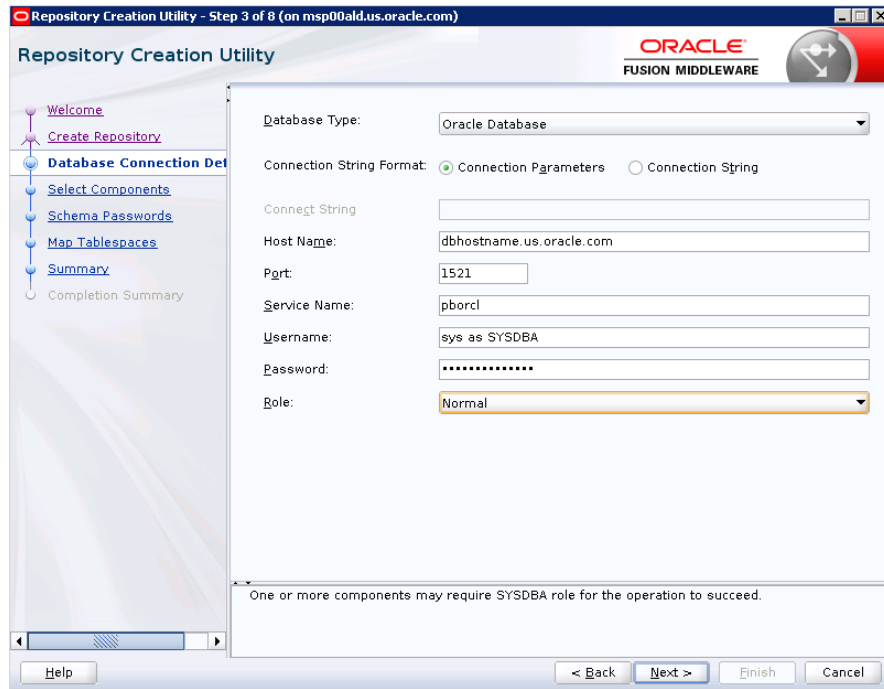 Repository Creation Utility - Step 3 of 8 (on msp00ald.us.oracle.com)
Repository Creation Utility
ORACLE
FUSION MIDDLEWARE
Welcome
Create Repository
Database Connection Det
Select Components
Schema Passwords
Map Tablespaces
Summary
Completion Summary
Database Type: Oracle Database
Connection String Format: Connection Parameters Connection String
Connect String
Host Name: dbhostname.us.oracle.com
Port: 1521
Service Name: pborcl
Username: sys as SYSDBA
Password: ••••••••••••••
Role: Normal
One or more components may require SYSDBA role for the operation to succeed.
Help < Back Next > Finish Cancel